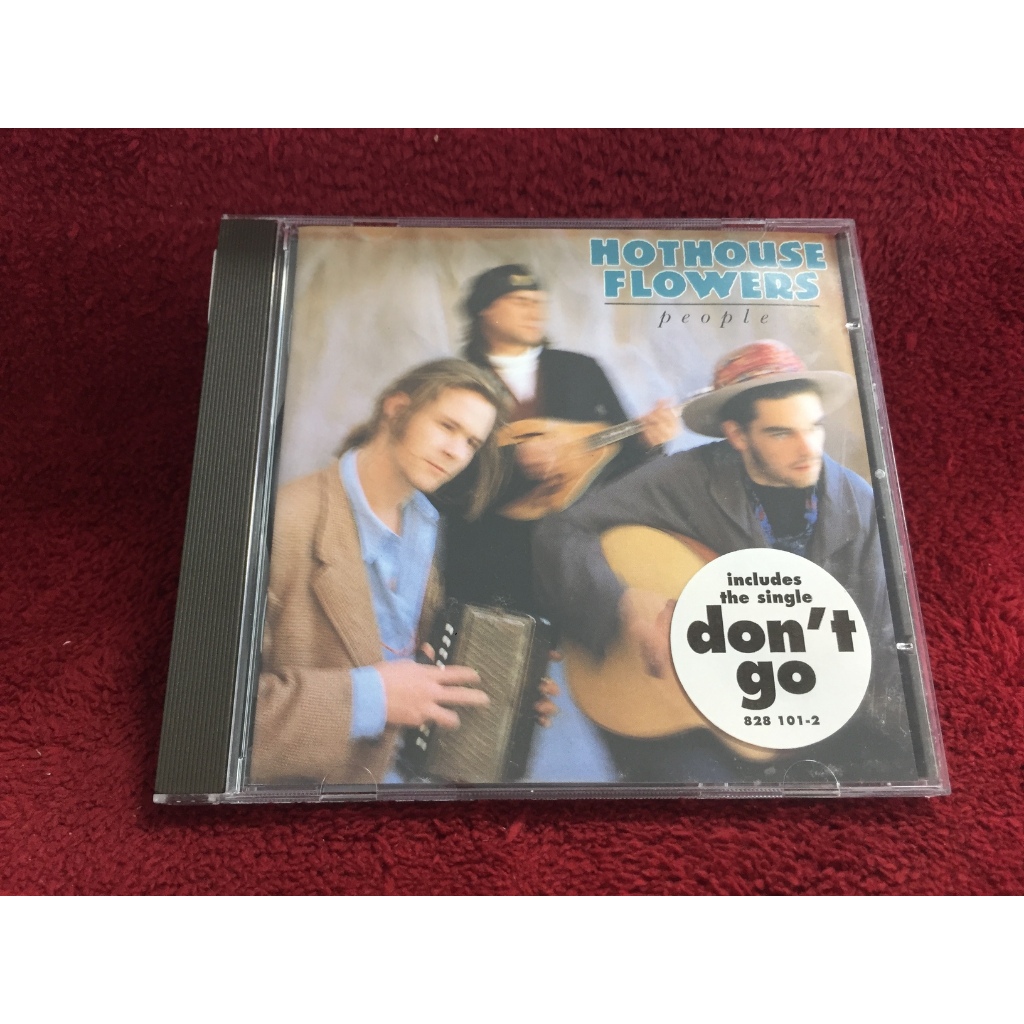 HOTHOUSE
FLOWERS
people
includes
the single
don't
go
828 101-2